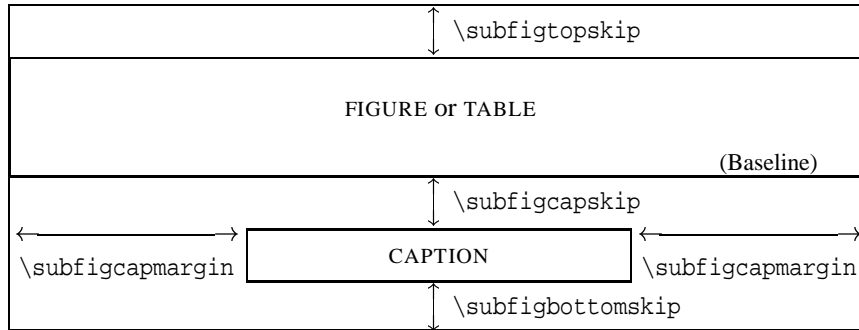 \subfigtopskip
FIGURE or TABLE
(Baseline)
\subfigcapskip
\subfigcapmargin
CAPTION
\subfigcapmargin
\subfigbottomskip